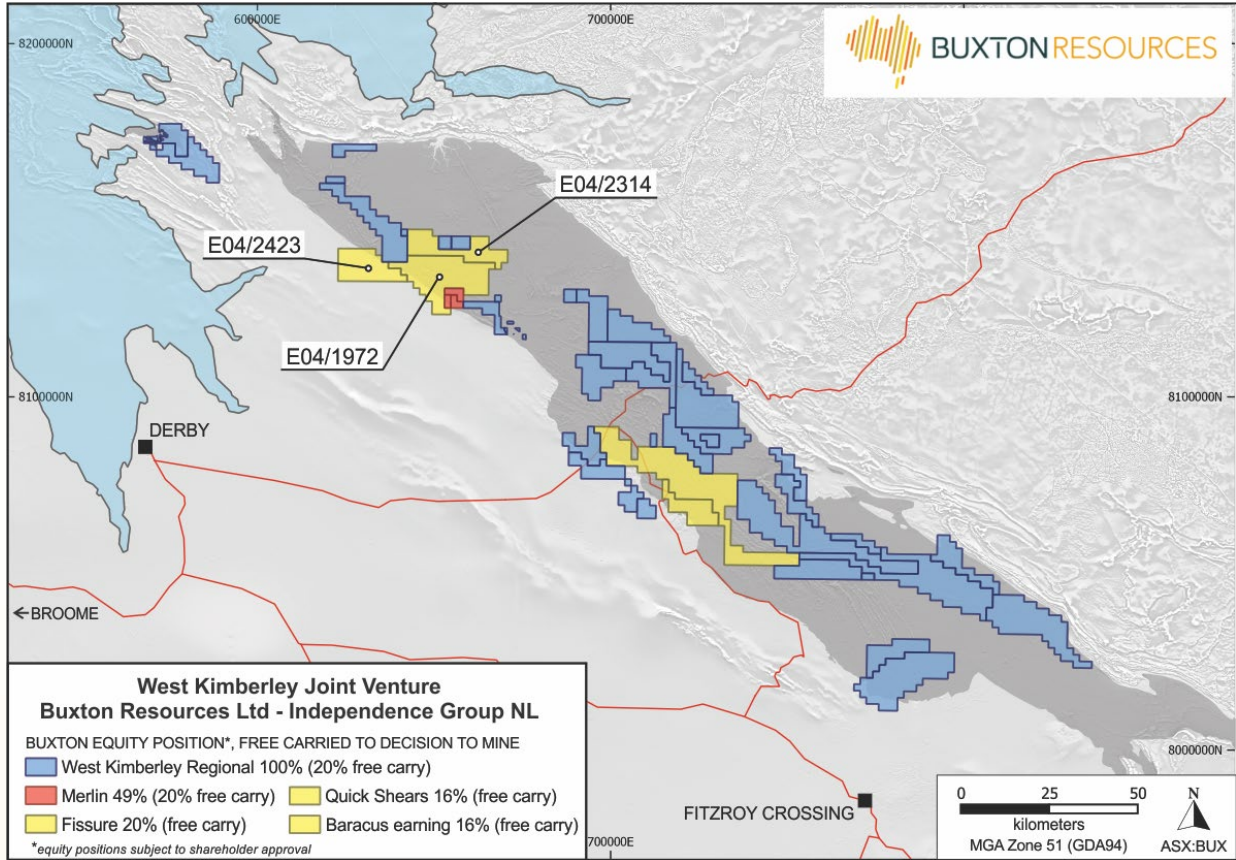 600000E
700000E
8200000N
BUXTONRESOURCES
E04/2314
E04/2423
E04/1972
8100000N
8100000N
DERBY
←BROOME
8000000N
West Kimberley Joint Venture
Buxton Resources Ltd - Independence Group NL
BUXTON EQUITY POSITION*, FREE CARRIED TO DECISION TO MINE
West Kimberley Regional 100% (20% free carry)
Merlin 49% (20% free carry)
Quick Shears 16% (free carry)
Fissure 20% (free carry)
Baracus earning 16% (free carry)
*equity positions subject to shareholder approval
FITZROY CROSSING
700000E
0 25 50
kilometers
MGA Zone 51 (GDA94)
N
ASX:BUX